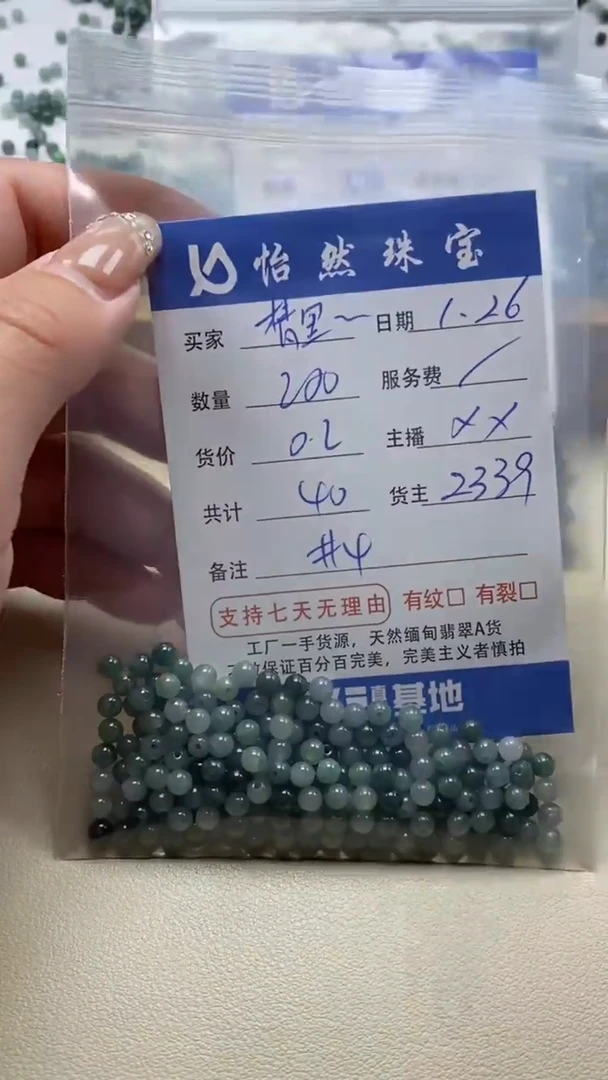 怡然珠宝
买家 楷里~ 日期 1.26
数量 200 服务费 /
货价 0.2 主播 XX
共计 40 货主 2339
备注 #4
支持七天无理由 有纹□ 有裂□
工厂一手货源，天然缅甸翡翠A货
保证百分百完美，完美主义者慎拍
基地